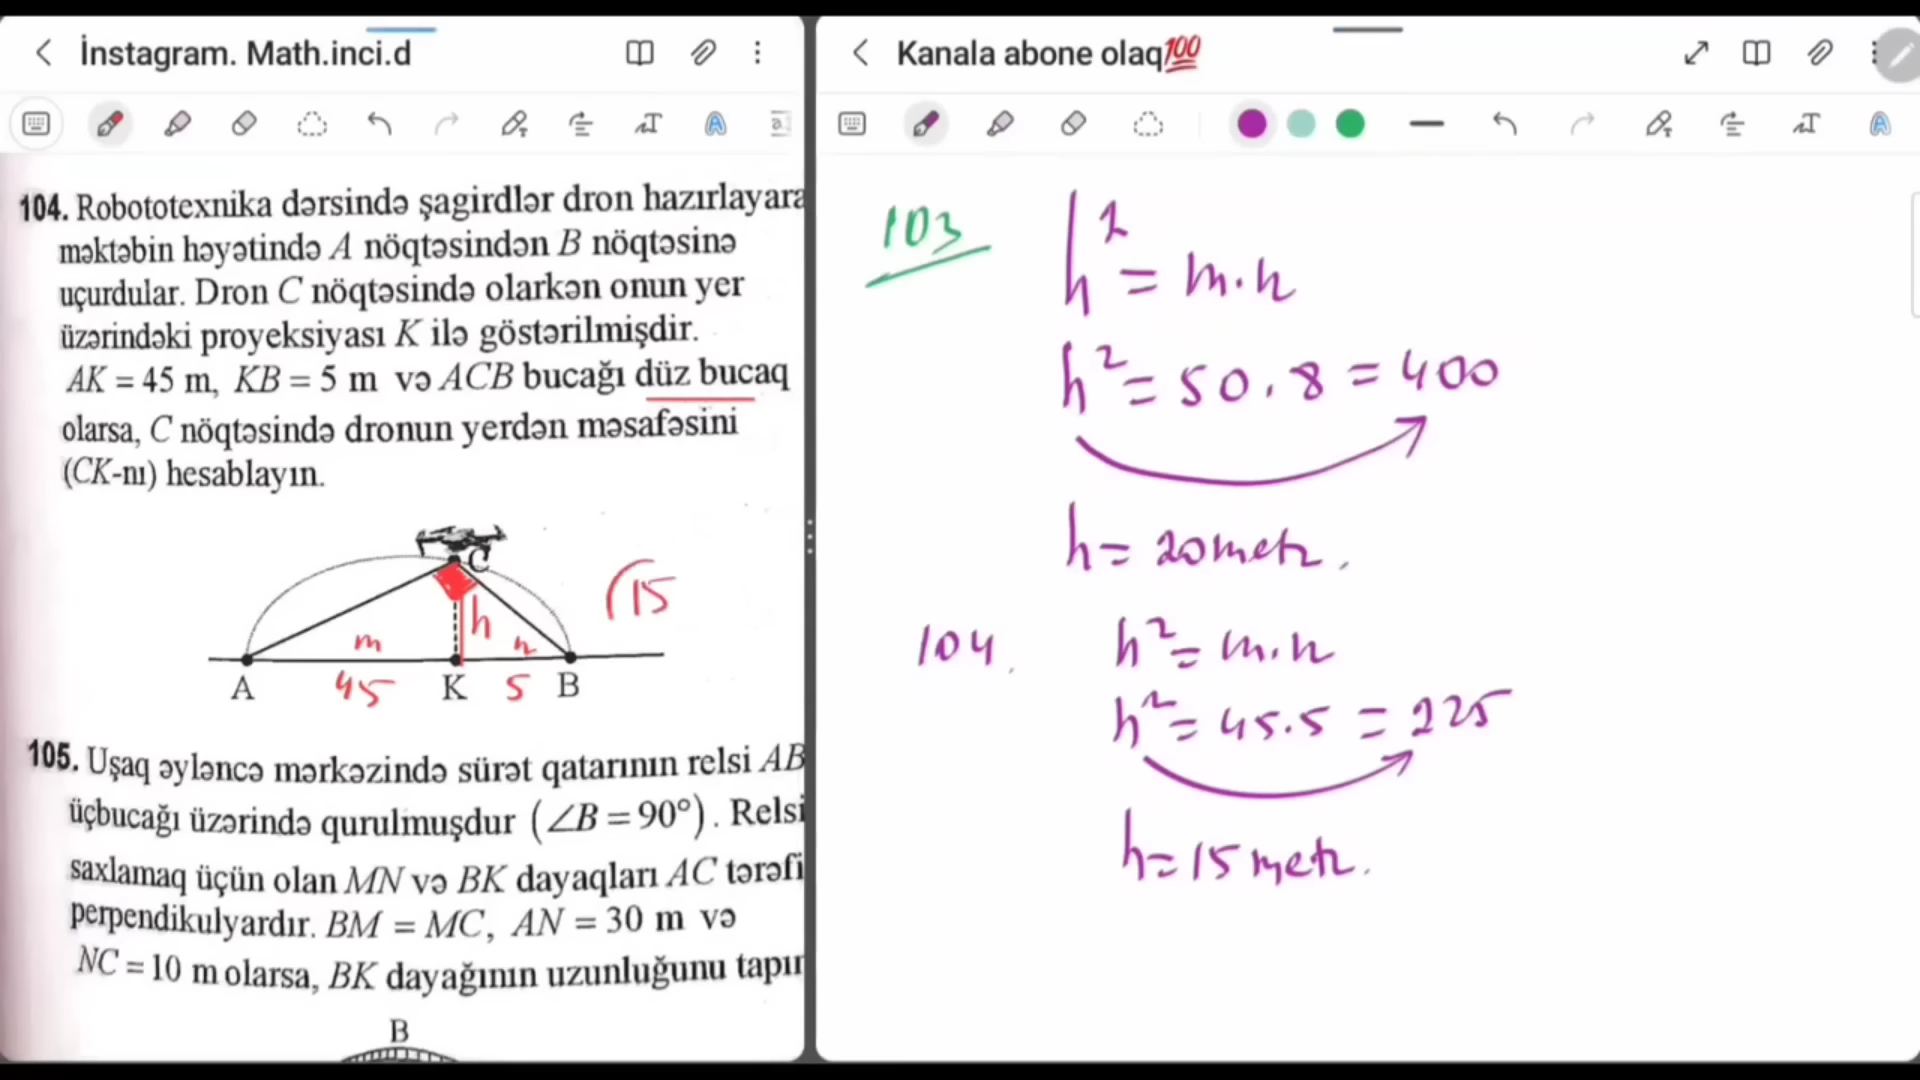 İnstagram. Math.inci.d
104. Robototexnika dərsində şagirdlər dron hazırlayara
məktəbin həyətində A nöqtəsindən B nöqtəsinə
uçurdular. Dron C nöqtəsində olarkən onun yer
üzərindəki proyeksiyası K ilə göstərilmişdir.
AK = 45 m, KB = 5 m və ACB bucağı düz bucaq
olarsa, C nöqtəsində dronun yerdən məsafəsini
(CK-nı) hesablayın.
C
15
h
m n
A 45 K 5 B
105. Uşaq əyləncə mərkəzində sürət qatarının relsi AB
üçbucağı üzərində qurulmuşdur (∠B = 90°). Relsi
saxlamaq üçün olan MN və BK dayaqları AC tərəfi
perpendikulyardır. BM = MC, AN = 30 m və
NC = 10 m olarsa, BK dayağının uzunluğunu tapın
B
Kanala abone olaq💯
103
h² = m.n
h² = 50.8 = 400
h = 20 metr.
104. h² = m.n
h² = 45.5 = 225
h = 15 metr.